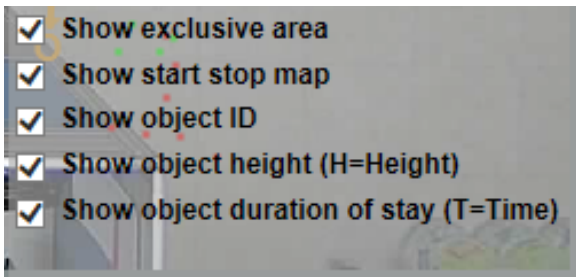 Show exclusive area
Show start stop map
Show object ID
Show object height (H=Height)
Show object duration of stay (T=Time)